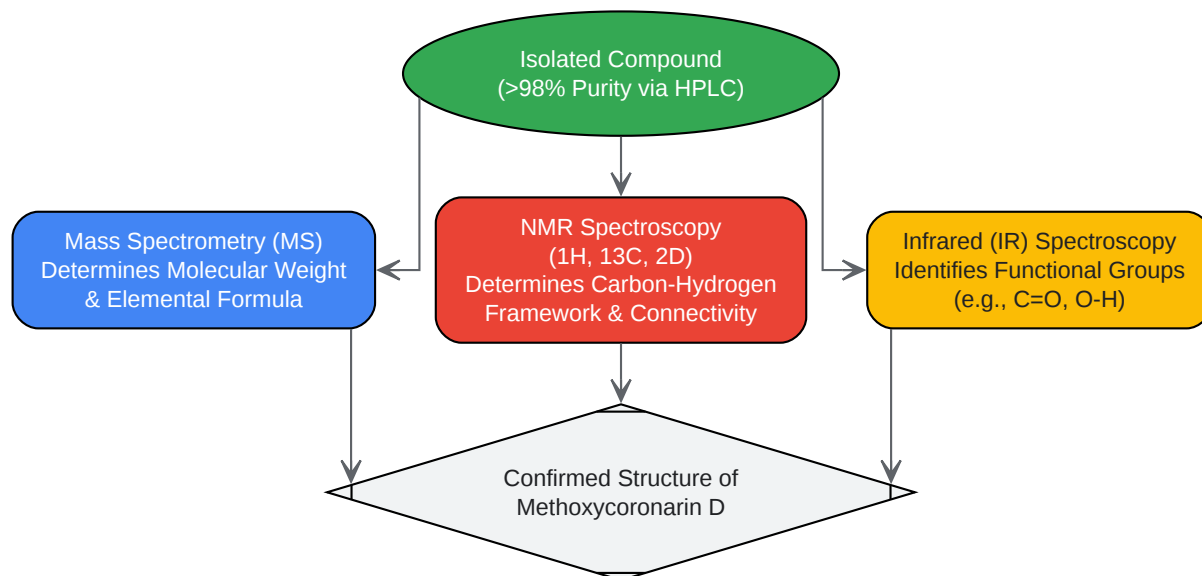 Isolated Compound
(>98% Purity via HPLC)
Mass Spectrometry (MS)
Determines Molecular Weight
& Elemental Formula
NMR Spectroscopy
(1H, 13C, 2D)
Determines Carbon-Hydrogen
Framework & Connectivity
Infrared (IR) Spectroscopy
Identifies Functional Groups
(e.g., C=O, O-H)
Confirmed Structure of
Methoxycoronarin D